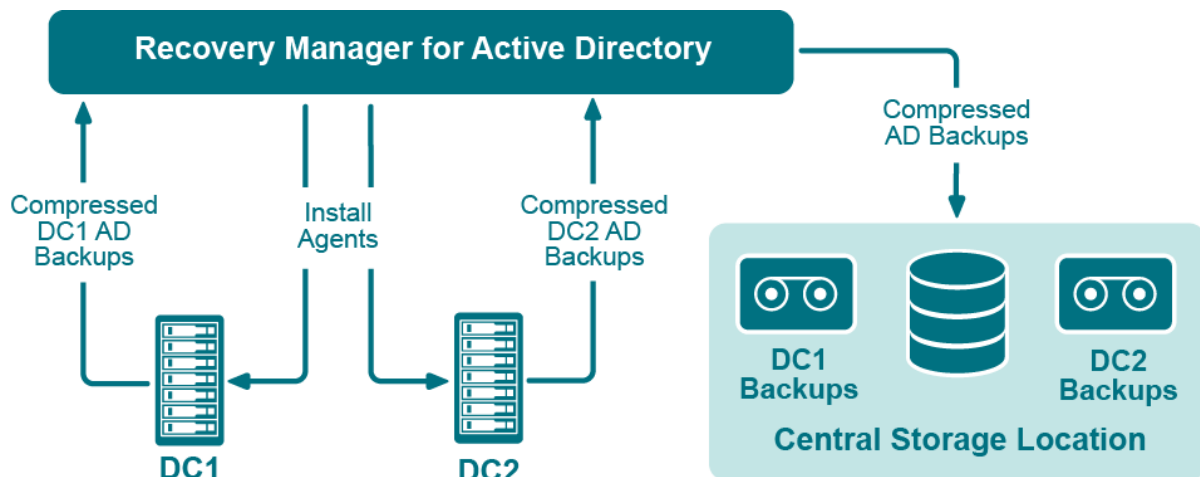 Recovery Manager for Active Directory
Compressed
AD Backups
Compressed
DC1 AD
Backups
Install
Agents
Compressed
DC2 AD
Backups
DC1
Backups
DC2
Backups
Central Storage Location
DC1
DC2